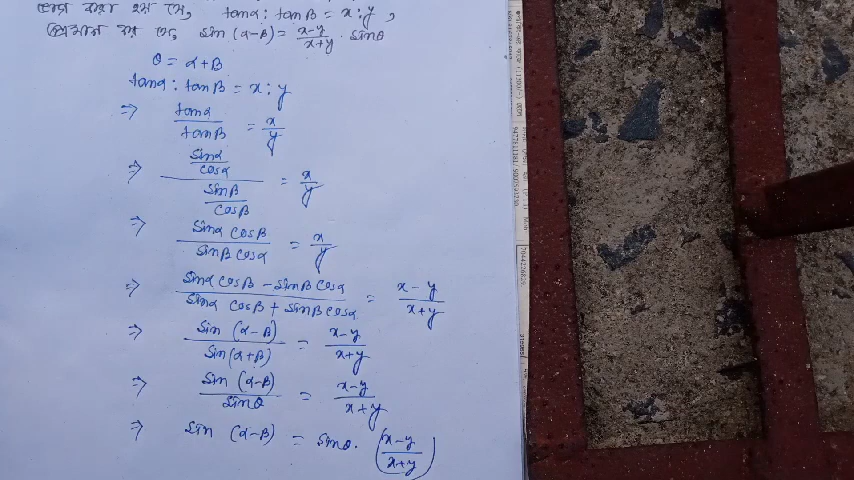 করা হয় যে, tanα : tanβ = x : y,
প্রমাণ কর যে, sin (α-β) = x-y/x+y · sinθ
θ = α+β
tanα : tanβ = x : y
⇒ tanα/tanβ = x/y
⇒ (sinα/cosα)/(sinβ/cosβ) = x/y
⇒ sinα cosβ/sinβ cosα = x/y
⇒ sinα cosβ - sinβ cosα/sinα cosβ + sinβ cosα = x-y/x+y
⇒ sin (α-β)/sin (α+β) = x-y/x+y
⇒ sin (α-β)/sinθ = x-y/x+y
⇒ sin (α-β) = sinθ · (x-y/x+y)